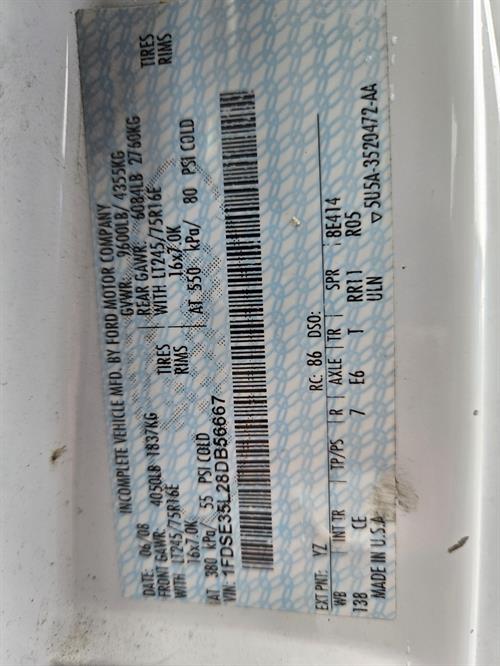 INCOMPLETE VEHICLE MFD. BY FORD MOTOR COMPANY
DATE: 06/08 GVWR: 9600LB/ 4355KG
FRONT GAWR: 4050LB 1837KG REAR GAWR: 6084LB 2760KG
WITH LT245/75R16E TIRES WITH LT245/75R16E TIRES
16x7.0K RIMS 16x7.0K RIMS
AT 380 kPa/ 55 PSI COLD AT 550 kPa/ 80 PSI COLD
VIN: 1FDSE35L28DB56667
EXT PNT: YZ RC: 86 DSO:
WB INT TR TP/PS R AXLE TR SPR 8E414
138 CE 7 E6 T RR11 R05
MADE IN U.S.A. ULN ▽5U5A-3520472-AA